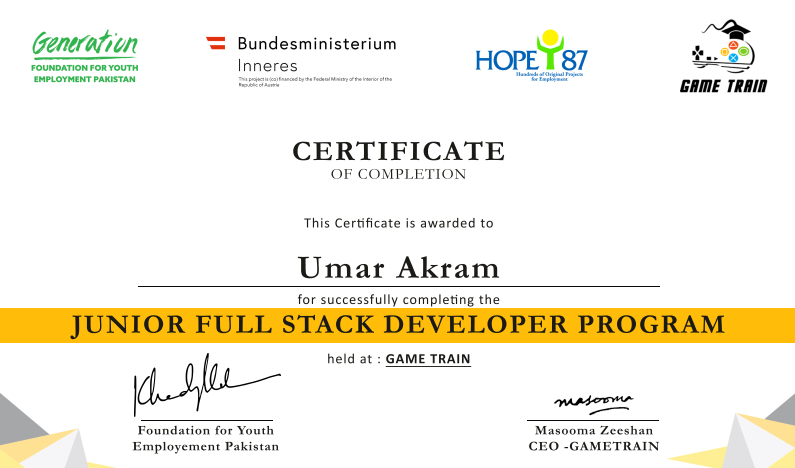 Generation
FOUNDATION FOR YOUTH
EMPLOYMENT PAKISTAN
Bundesministerium
Inneres
This project is (co) financed by the Federal Ministry of the Interior of the
Republic of Austria
HOPE 87
Hundreds of Original Projects
for Employment
GAME TRAIN
CERTIFICATE
OF COMPLETION
This Certificate is awarded to
Umar Akram
for successfully completing the
JUNIOR FULL STACK DEVELOPER PROGRAM
held at : GAME TRAIN
Foundation for Youth
Employement Pakistan
masooma
Masooma Zeeshan
CEO -GAMETRAIN